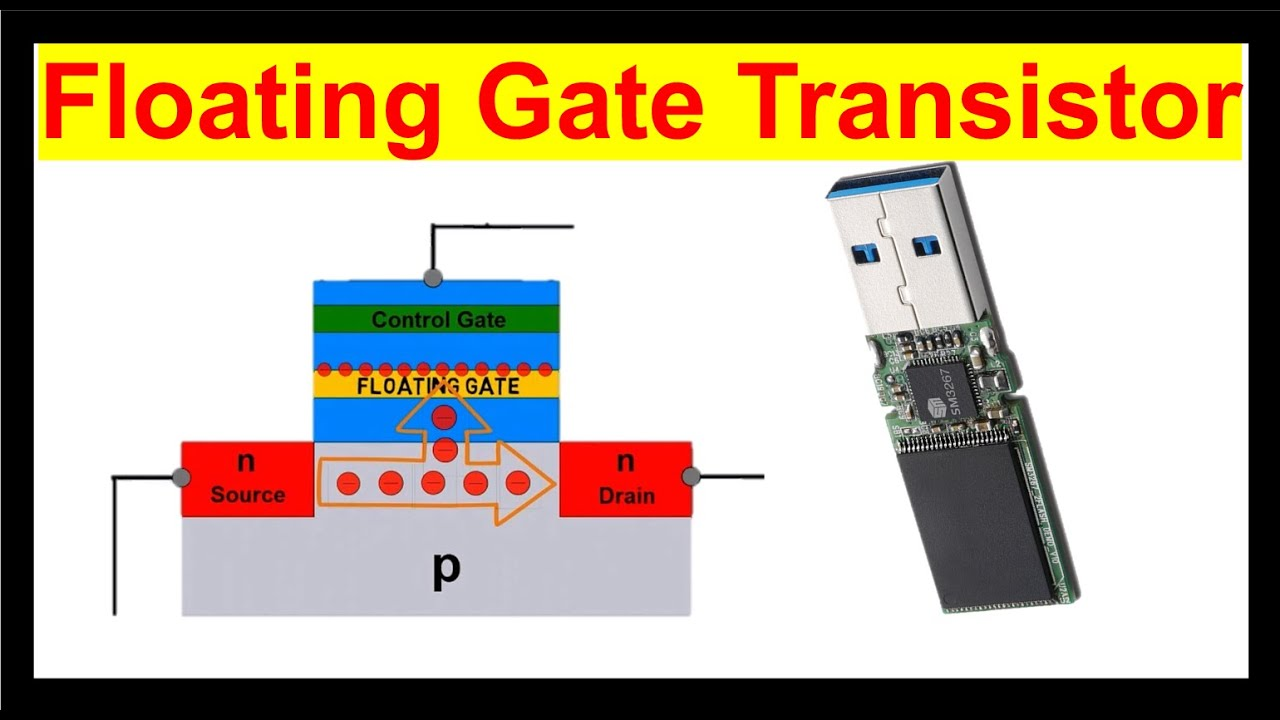 Floating Gate Transistor
Control Gate
FLOATING GATE
n
Source
n
Drain
p
SM3267